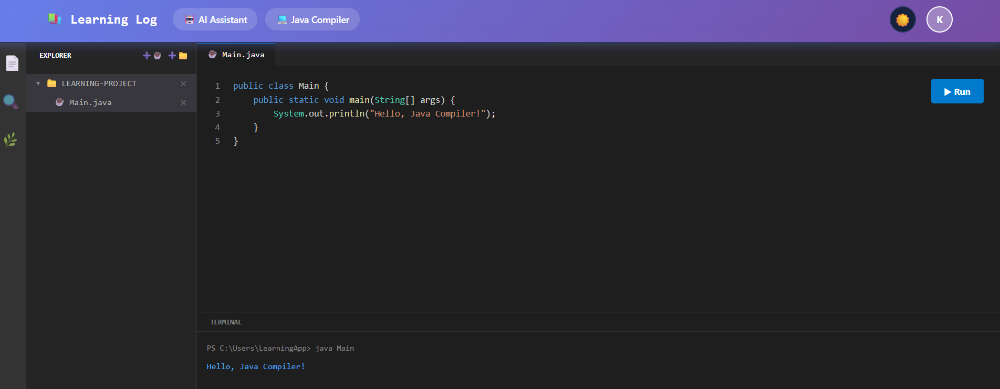 Learning Log
AI Assistant
Java Compiler
K
EXPLORER
LEARNING-PROJECT
Main.java
Main.java
1 public class Main {
2     public static void main(String[] args) {
3         System.out.println("Hello, Java Compiler!");
4     }
5 }
Run
TERMINAL
PS C:\Users\LearningApp> java Main
Hello, Java Compiler!